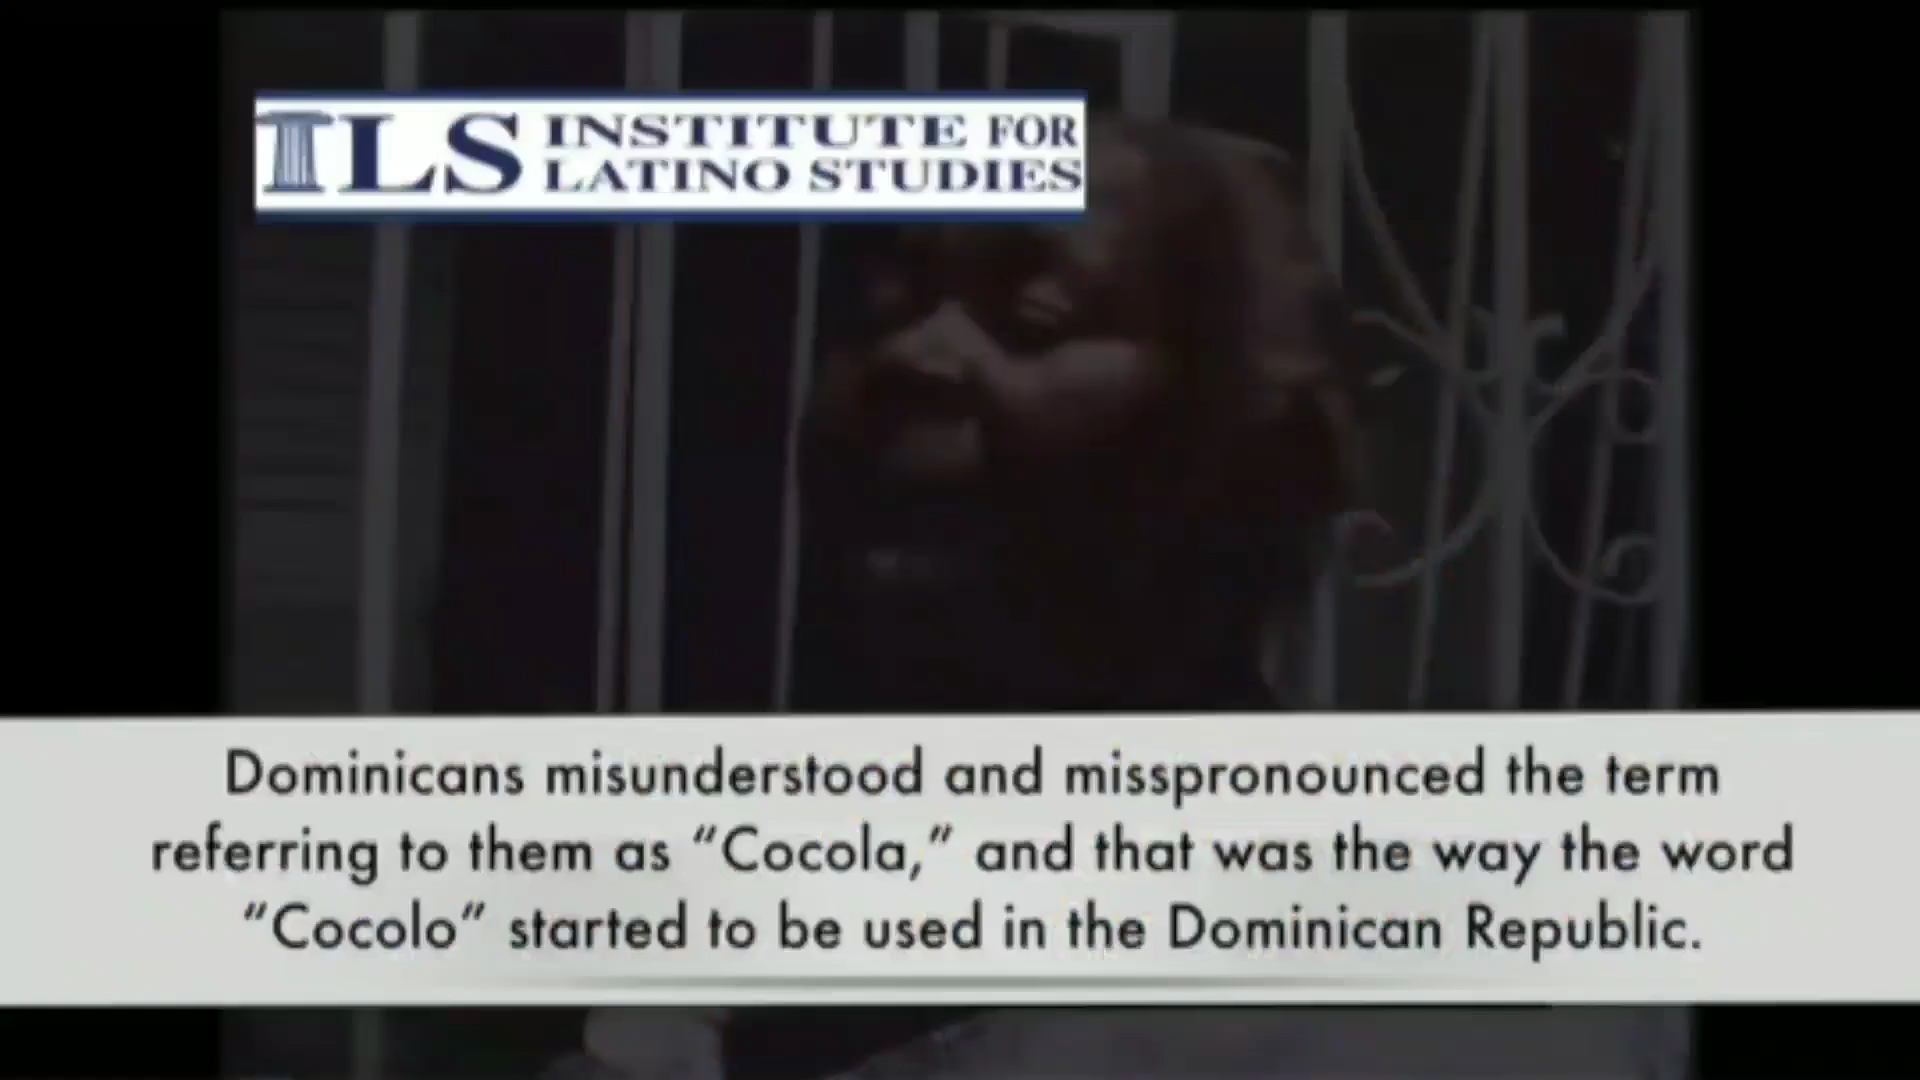 ILS INSTITUTE FOR
LATINO STUDIES
Dominicans misunderstood and misspronounced the term
referring to them as “Cocola,” and that was the way the word
“Cocolo” started to be used in the Dominican Republic.